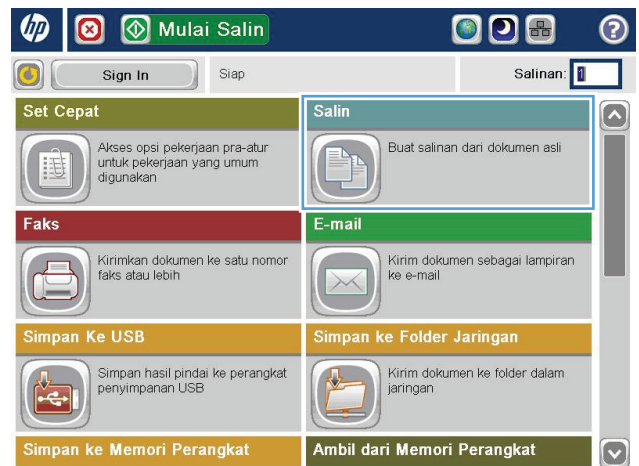 hp
Mulai Salin
?
Sign In
Siap
Salinan: 1
Set Cepat
Akses opsi pekerjaan pra-atur
untuk pekerjaan yang umum
digunakan
Salin
Buat salinan dari dokumen asli
Faks
Kirimkan dokumen ke satu nomor
faks atau lebih
E-mail
Kirim dokumen sebagai lampiran
ke e-mail
Simpan Ke USB
Simpan hasil pindai ke perangkat
penyimpanan USB
Simpan ke Folder Jaringan
Kirim dokumen ke folder dalam
jaringan
Simpan ke Memori Perangkat
Ambil dari Memori Perangkat